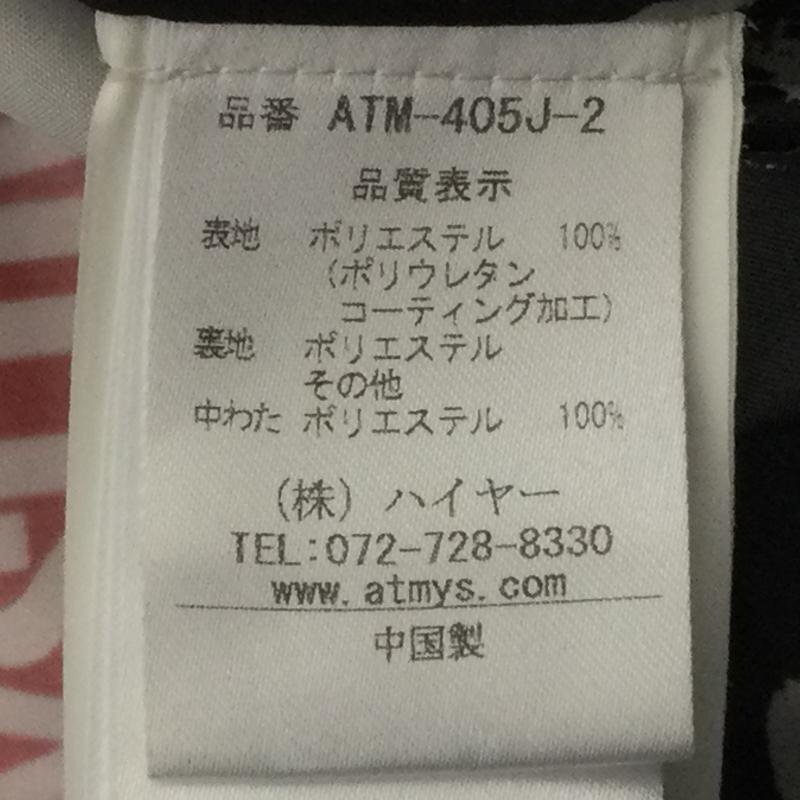 品番 ATM-405J-2
品質表示
表地 ポリエステル 100%
(ポリウレタン
コーティング加工)
裏地 ポリエステル
その他
中わた ポリエステル 100%
(株) ハイヤー
TEL:072-728-8330
www.atmys.com
中国製